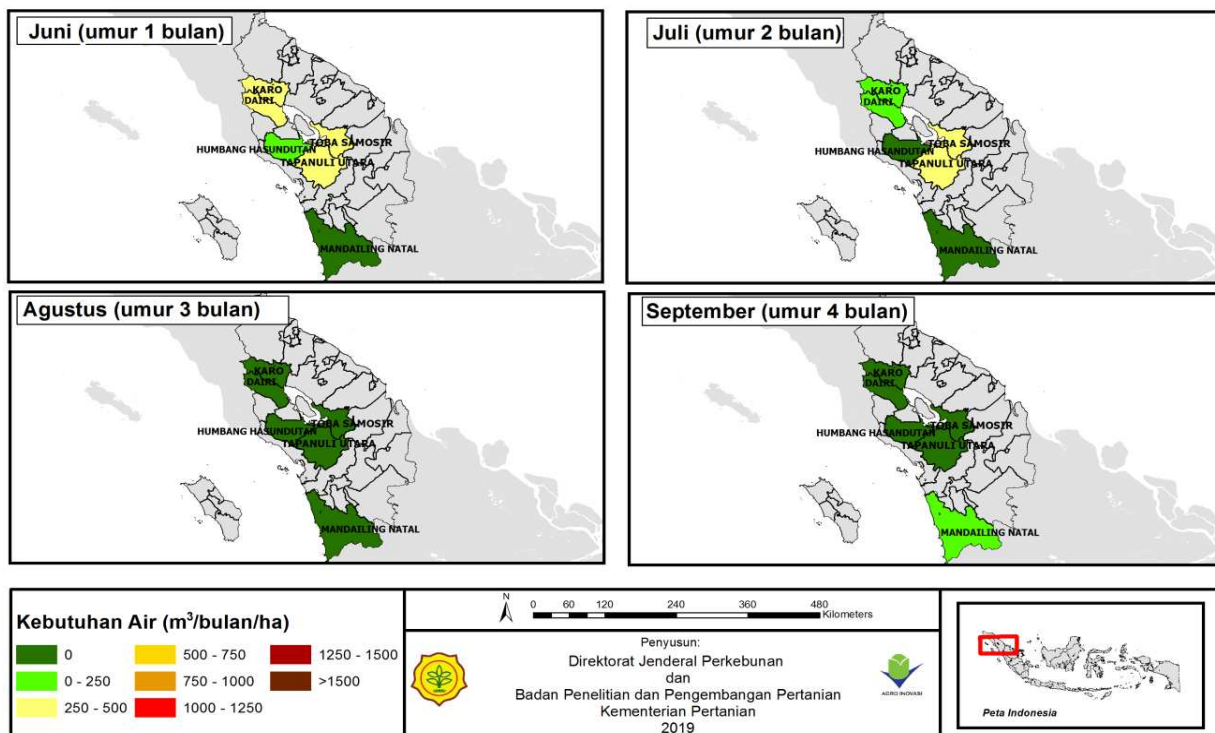 Juni (umur 1 bulan)
KARO
DAIRI
TOBA SAMOSIR
HUMBANG HASUNDUTAN
TAPANULI UTARA
MANDAILING NATAL
Juli (umur 2 bulan)
KARO
DAIRI
TOBA SAMOSIR
HUMBANG HASANDUTAN
TAPANULI UTARA
MANDAILING NATAL
Agustus (umur 3 bulan)
KARO
DAIRI
TOBA SAMOSIR
HUMBANG HASUNDUTAN
TAPANULI UTARA
MANDAILING NATAL
September (umur 4 bulan)
KARO
DAIRI
TOBA SAMOSIR
HUMBANG HASANDUTAN
TAPANULI UTARA
MANDAILING NATAL
Kebutuhan Air (m³/bulan/ha)
0
0 - 250
250 - 500
500 - 750
750 - 1000
1000 - 1250
1250 - 1500
>1500
N
0 60 120 240 360 480
Kilometers
Penyusun:
Direktorat Jenderal Perkebunan
dan
Badan Penelitian dan Pengembangan Pertanian
Kementerian Pertanian
2019
AGRO INOVASI
Peta Indonesia